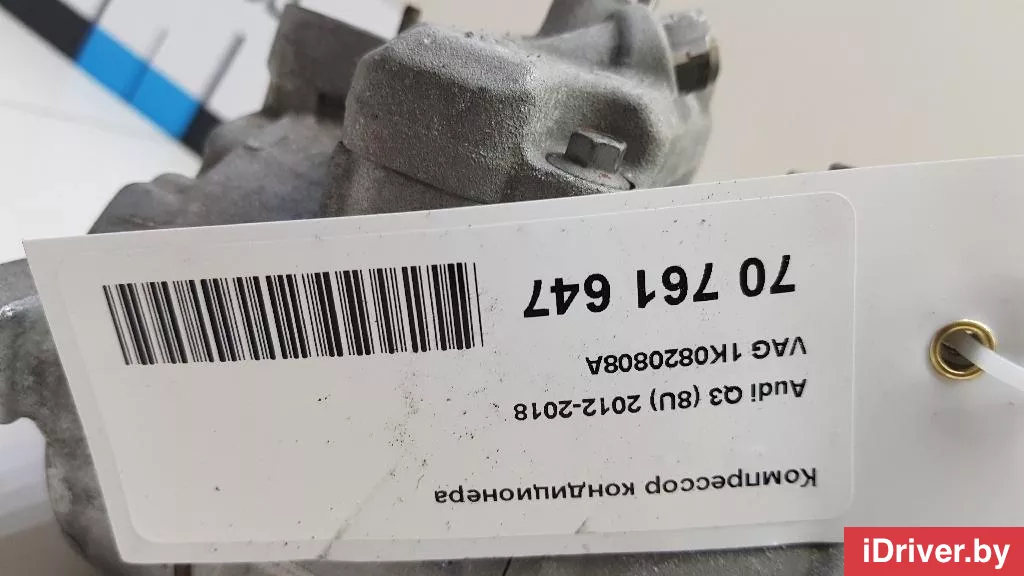 Компрессор кондиционера
Audi Q3 (8U) 2012-2018
VAG 1K0820808A
70 761 647
iDriver.by